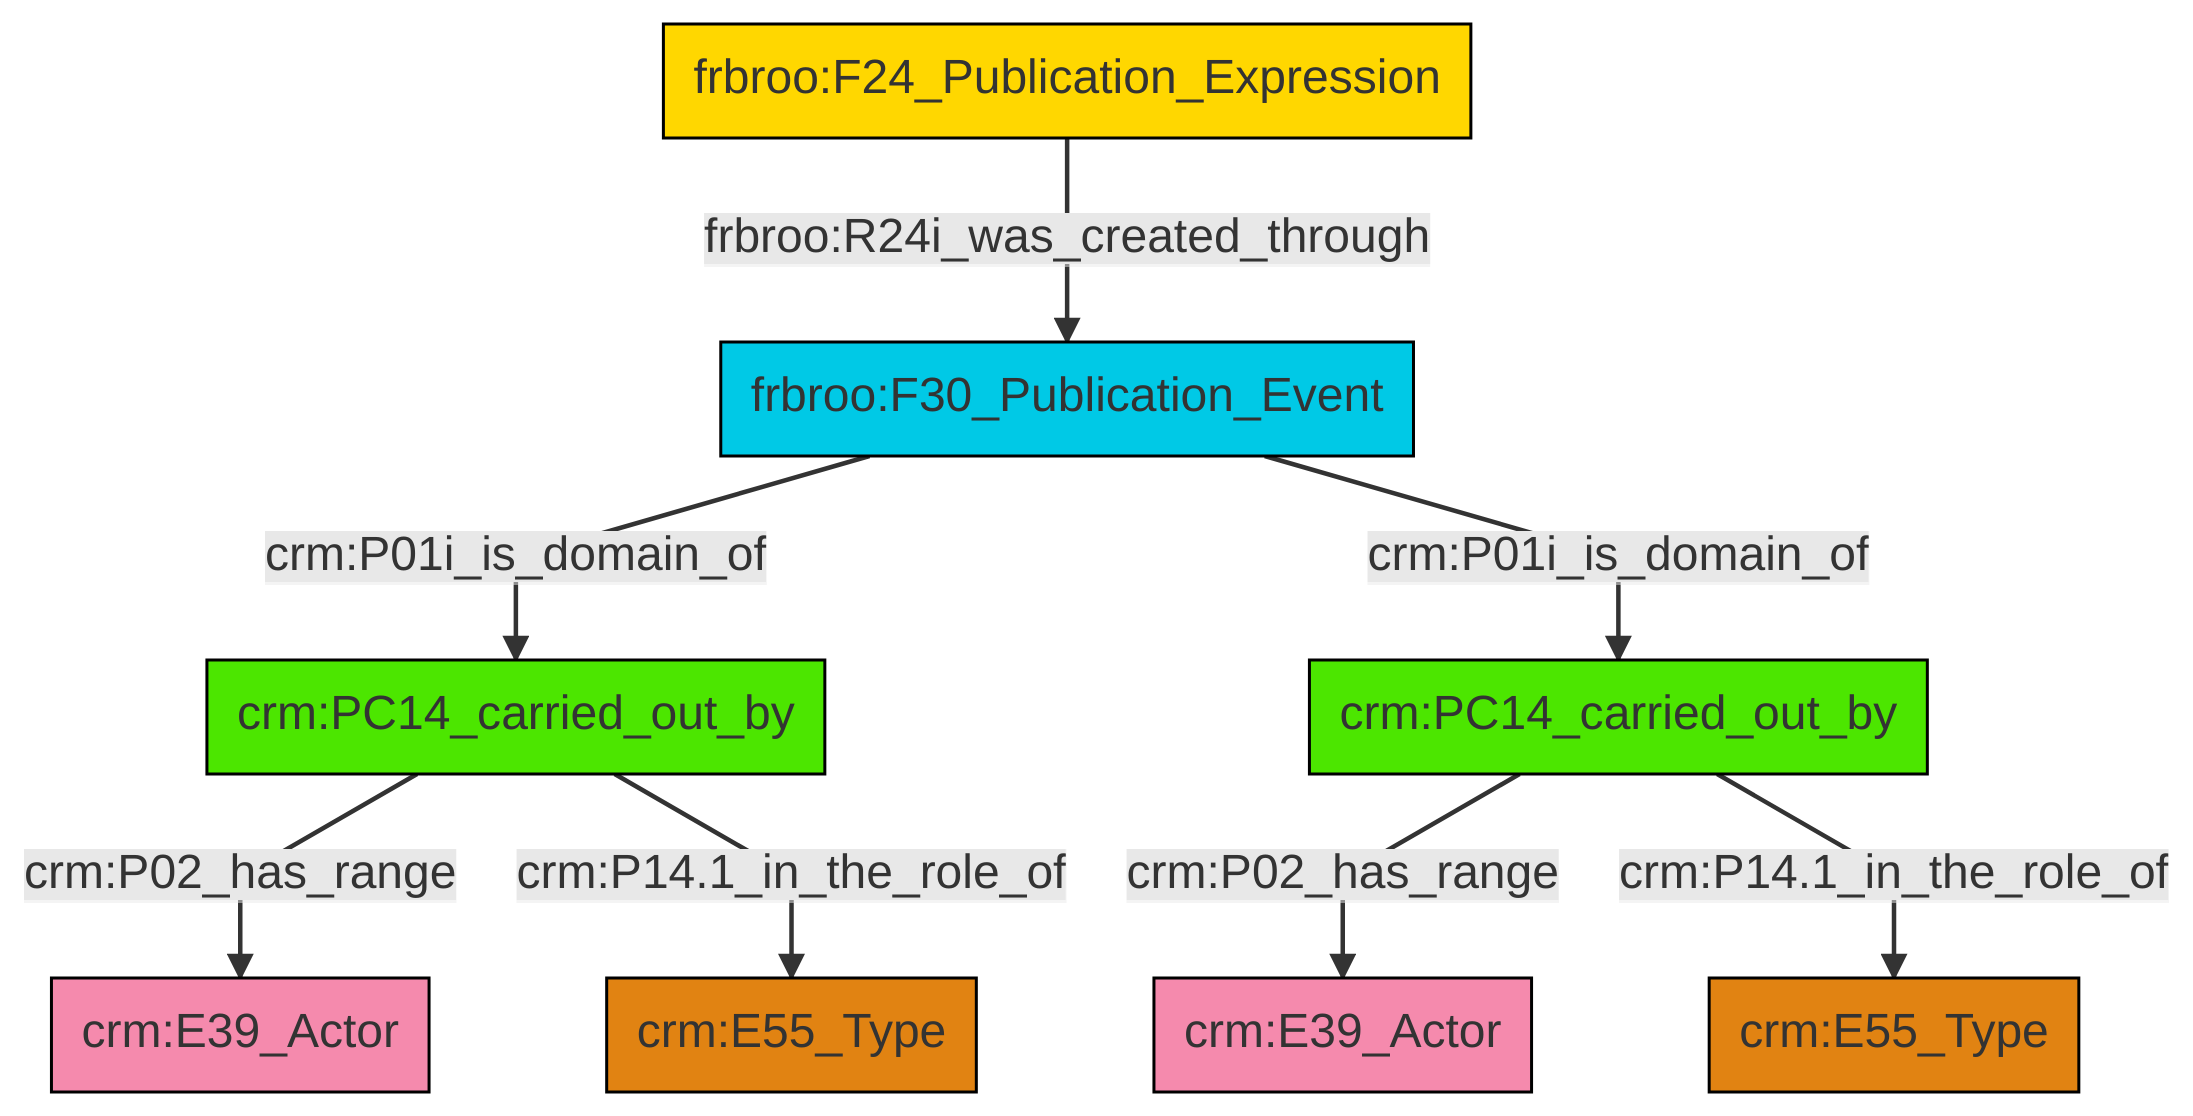 frbroo:F24_Publication_Expression
frbroo:R24i_was_created_through
frbroo:F30_Publication_Event
crm:P01i_is_domain_of
crm:P01i_is_domain_of
crm:PC14_carried_out_by
crm:PC14_carried_out_by
crm:P02_has_range
crm:P14.1_in_the_role_of
crm:P02_has_range
crm:P14.1_in_the_role_of
crm:E39_Actor
crm:E55_Type
crm:E39_Actor
crm:E55_Type